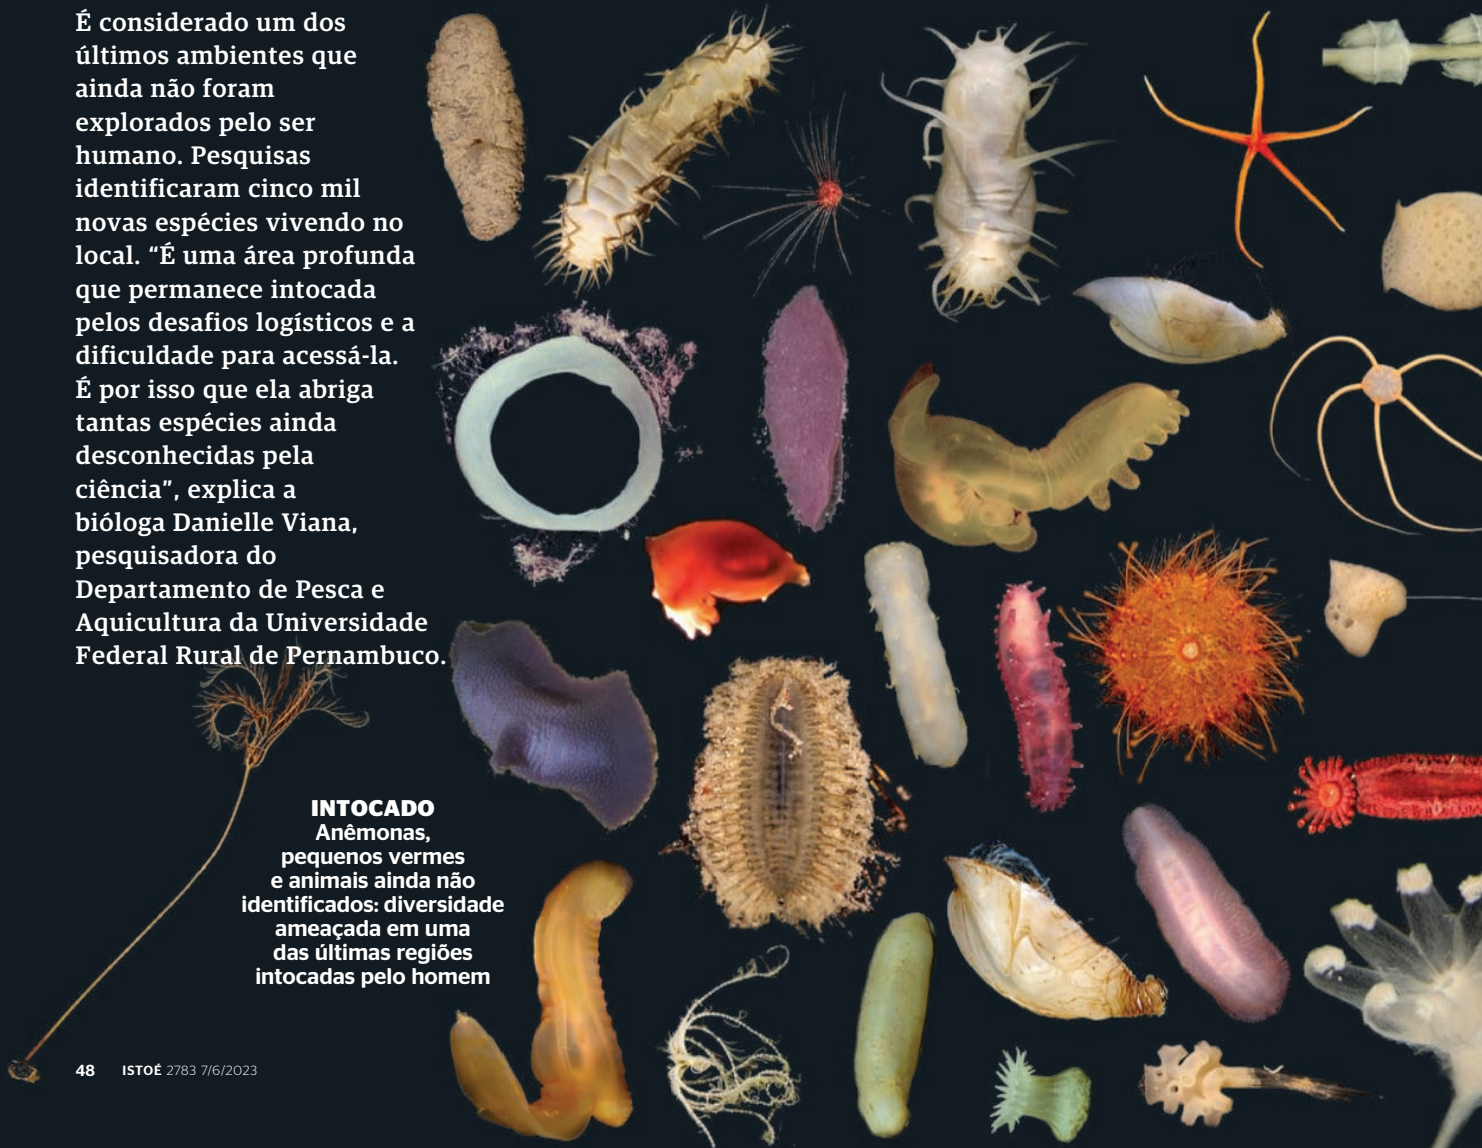 É considerado um dos
últimos ambientes que
ainda não foram
explorados pelo ser
humano. Pesquisas
identificaram cinco mil
novas espécies vivendo no
local. “É uma área profunda
que permanece intocada
pelos desafios logísticos e a
dificuldade para acessá-la.
É por isso que ela abriga
tantas espécies ainda
desconhecidas pela
ciência”, explica a
bióloga Danielle Viana,
pesquisadora do
Departamento de Pesca e
Aquicultura da Universidade
Federal Rural de Pernambuco.
INTOCADO
Anêmonas,
pequenos vermes
e animais ainda não
identificados: diversidade
ameaçada em uma
das últimas regiões
intocadas pelo homem
48 ISTOÉ 2783 7/6/2023